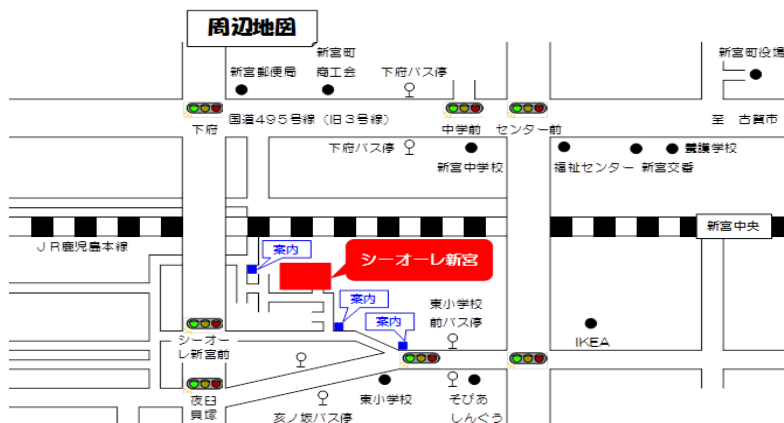 周辺地図
新宮町
商工会
新宮郵便局
下府バス停
新宮町役場
国道495号線(旧3号線)
下府
中学前
センター前
至 古賀市
下府バス停
新宮中学校
福祉センター
新宮交番
養護学校
新宮中央
JR鹿児島本線
案内
シーオーレ新宮
案内
案内
東小学校
前バス停
シーオー
レ新宮前
IKEA
夜臼
貝塚
亥ノ坂バス停
東小学校
そぴあ
しんぐう